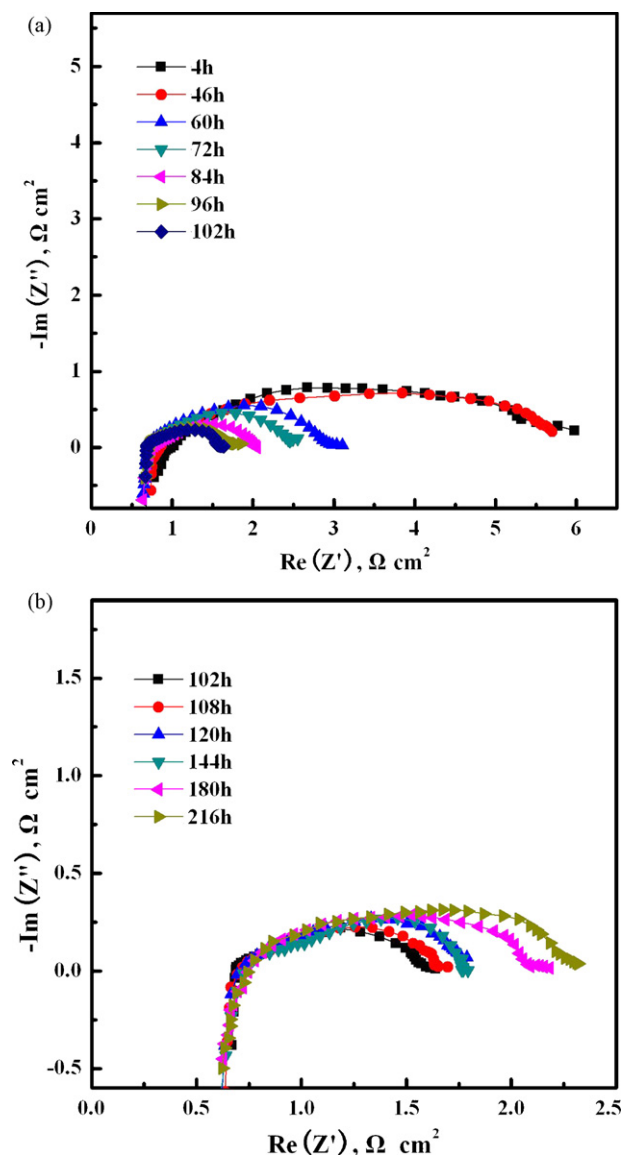 (a)
5
4
3
2
1
0
-Im(Z''), Ω cm²
4h
46h
60h
72h
84h
96h
102h
0 1 2 3 4 5 6
Re(Z'), Ω cm²
(b)
1.5
1.0
0.5
0.0
-0.5
-Im(Z''), Ω cm²
102h
108h
120h
144h
180h
216h
0.0 0.5 1.0 1.5 2.0 2.5
Re(Z'), Ω cm²